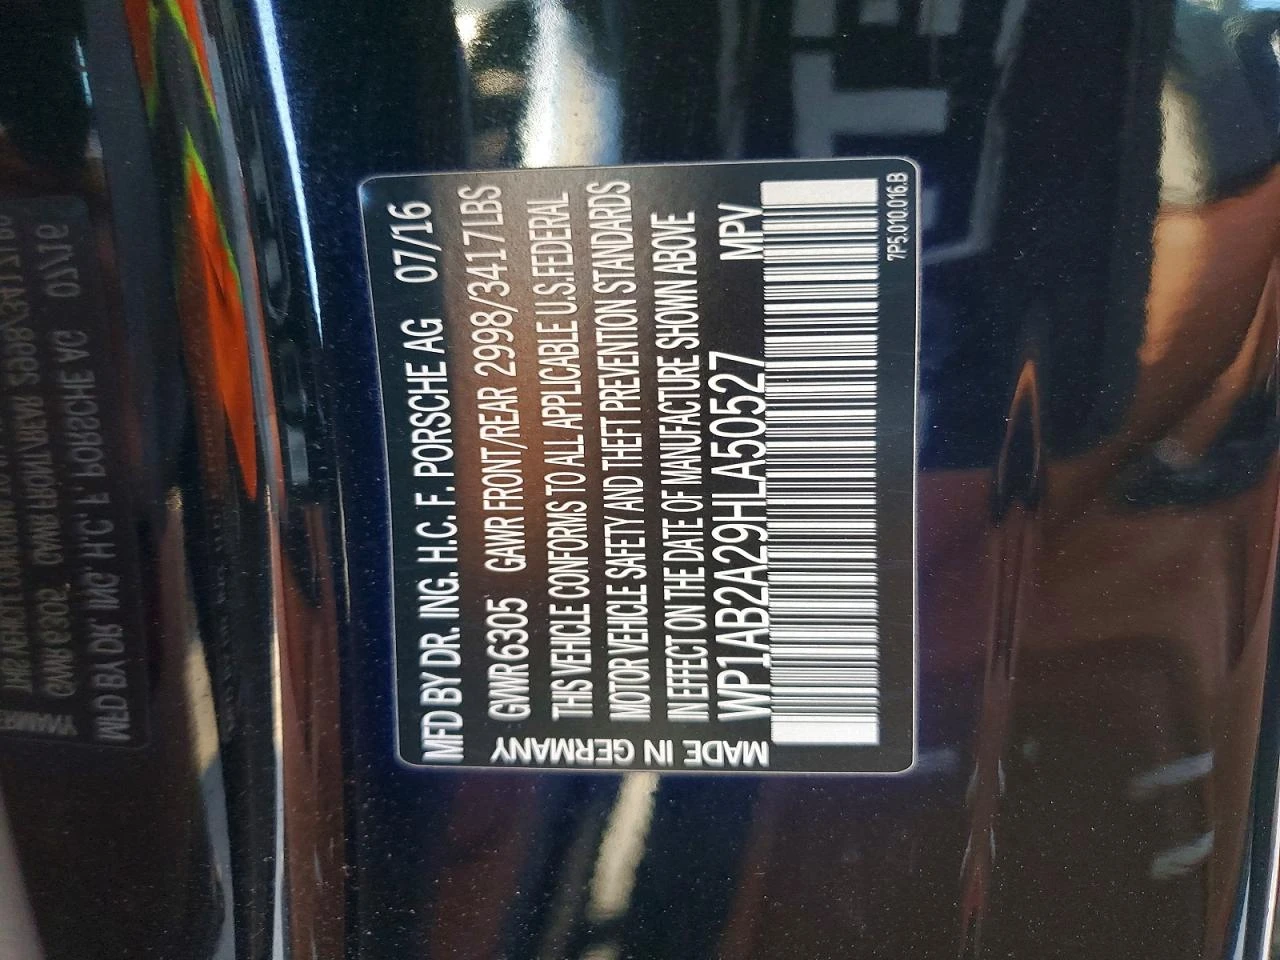 MFD BY DR. ING. H.C. F. PORSCHE AG 07/16
GVWR 6305 GAWR FRONT/REAR 2998/3417LBS
THIS VEHICLE CONFORMS TO ALL APPLICABLE U.S.FEDERAL
MOTOR VEHICLE SAFETY AND THEFT PREVENTION STANDARDS
IN EFFECT ON THE DATE OF MANUFACTURE SHOWN ABOVE
WP1AB2A29HLA50527 MPV
MADE IN GERMANY
7P5.010.016.B